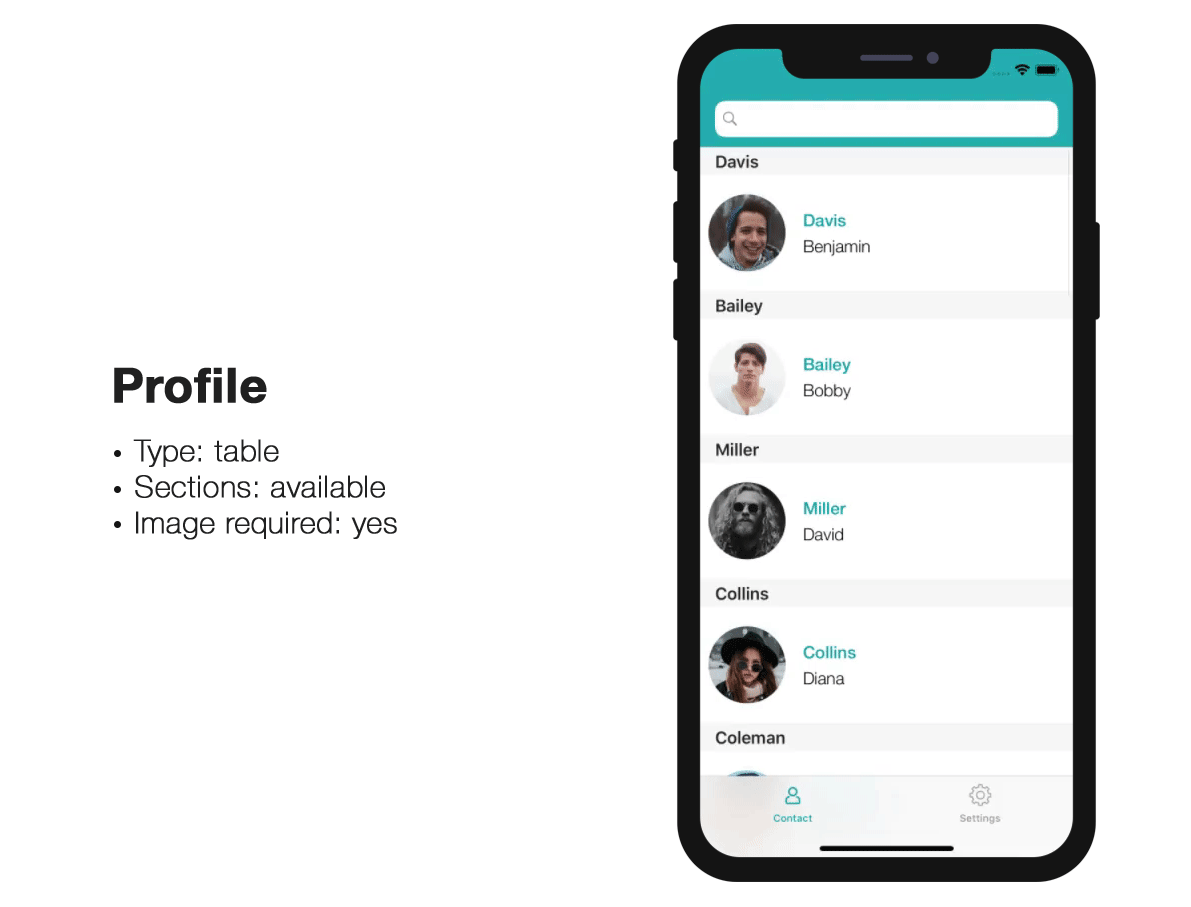 Profile
• Type: table
• Sections: available
• Image required: yes
Davis
Davis
Benjamin
Bailey
Bailey
Bobby
Miller
Miller
David
Collins
Collins
Diana
Coleman
Contact
Settings